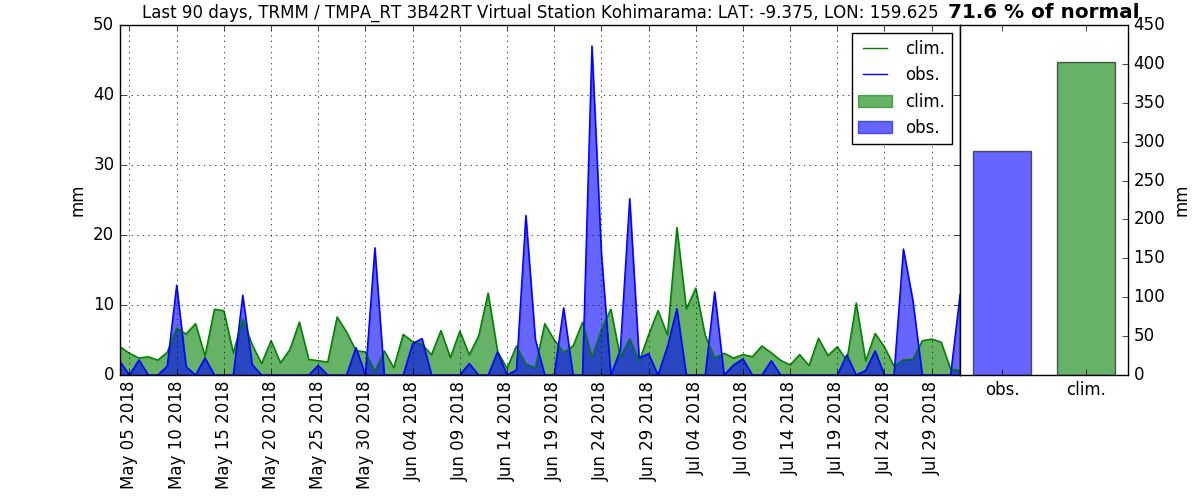 Last 90 days, TRMM / TMPA_RT 3B42RT Virtual Station Kohimarama: LAT: -9.375, LON: 159.625 71.6 % of normal
50
40
30
20
10
0
mm
clim.
obs.
clim.
obs.
450
400
350
300
250
200
150
100
50
0
mm
May 05 2018
May 10 2018
May 15 2018
May 20 2018
May 25 2018
May 30 2018
Jun 04 2018
Jun 09 2018
Jun 14 2018
Jun 19 2018
Jun 24 2018
Jun 29 2018
Jul 04 2018
Jul 09 2018
Jul 14 2018
Jul 19 2018
Jul 24 2018
Jul 29 2018
obs.
clim.